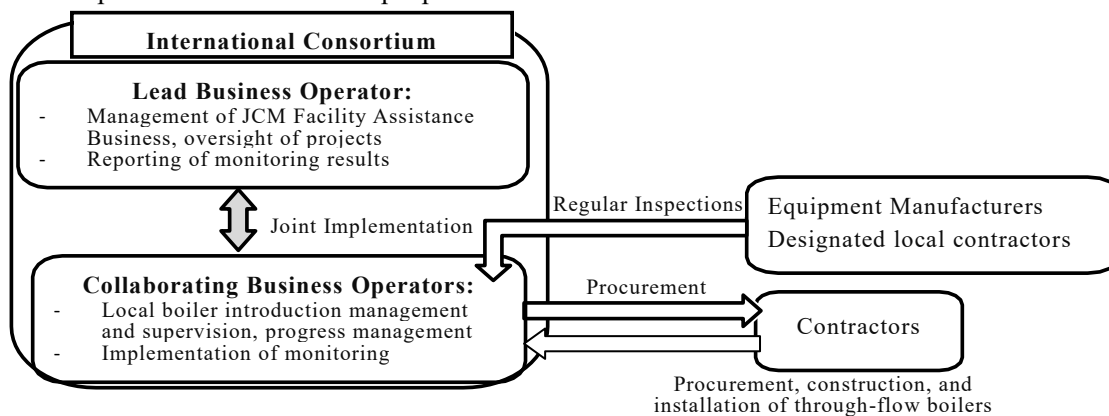 International Consortium
Lead Business Operator:
- Management of JCM Facility Assistance
Business, oversight of projects
- Reporting of monitoring results
Joint Implementation
Regular Inspections
Equipment Manufacturers
Designated local contractors
Collaborating Business Operators:
- Local boiler introduction management
and supervision, progress management
- Implementation of monitoring
Procurement
Contractors
Procurement, construction, and
installation of through-flow boilers